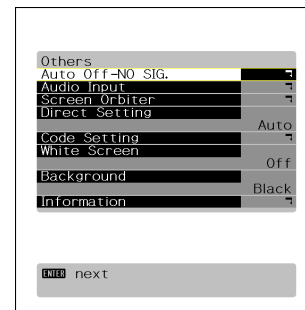 Others
Auto Off-NO SIG.
Audio Input
Screen Orbiter
Direct Setting
Auto
Code Setting
White Screen
Off
Background
Black
Information
ENTER next